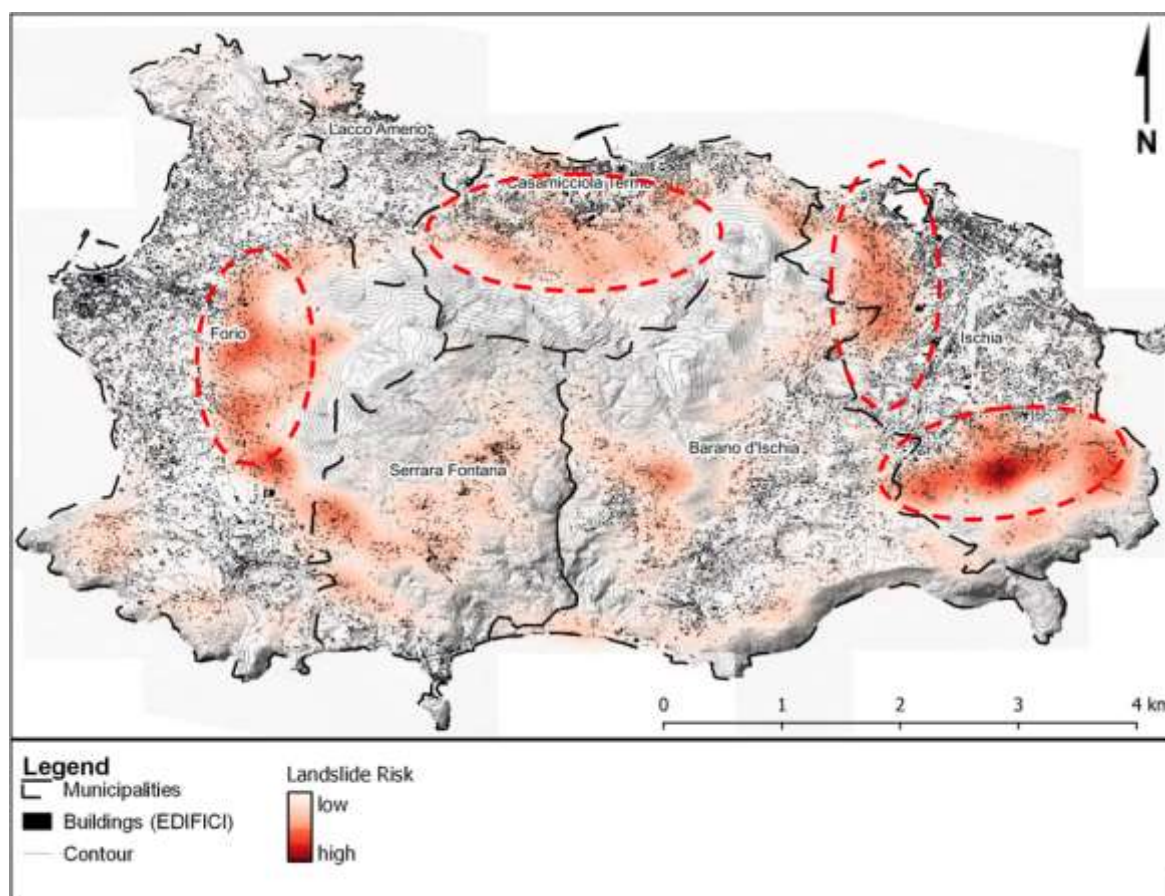 N
Lacco Ameno
Casamicciola Terme
Forio
Ischia
Barano d'Ischia
Serrara Fontana
0 1 2 3 4 km
Legend
Municipalities
Buildings (EDIFICI)
Contour
Landslide Risk
low
high